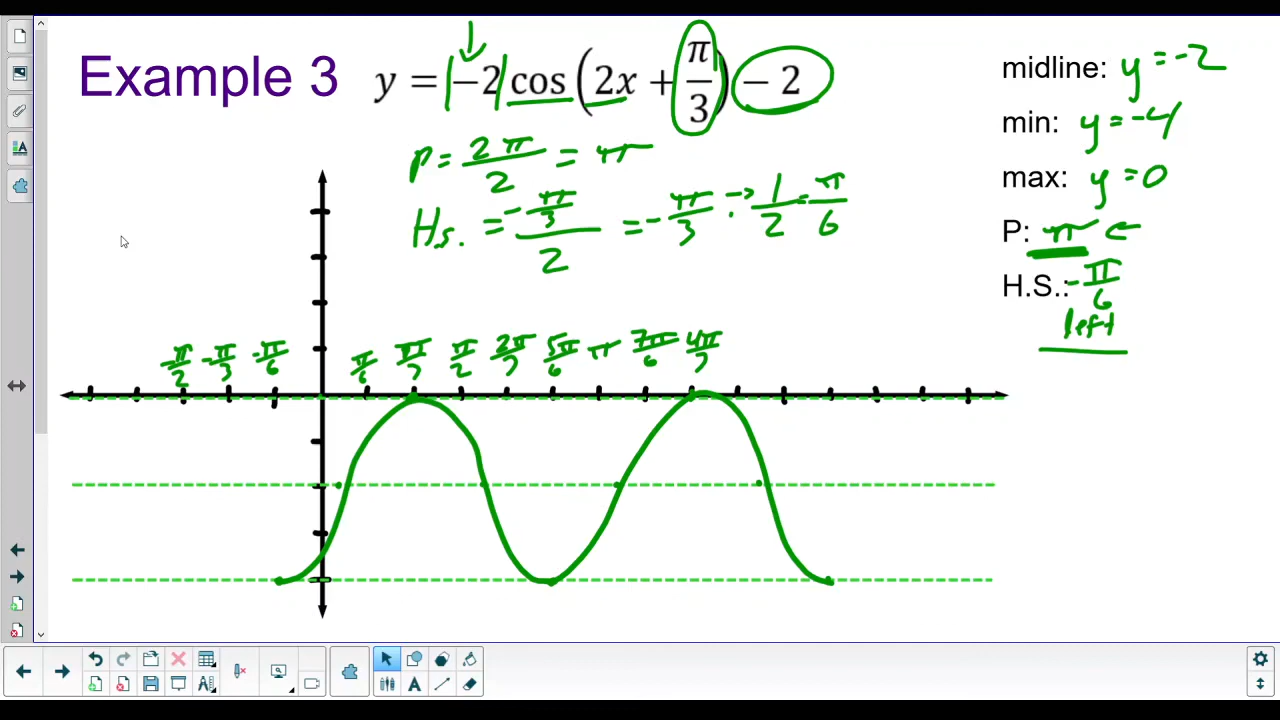 Example 3 y = -2 cos(2x + π/3) - 2
P = 2π/2 = π
H.S. = -π/3 / 2 = -π/3 · 1/2 = π/6
midline: y = -2
min: y = -4
max: y = 0
P: π ←
H.S.: -π/6
left
-π/2 -π/3 -π/6 π/6 π/3 π/2 2π/3 5π/6 π 7π/6 4π/3